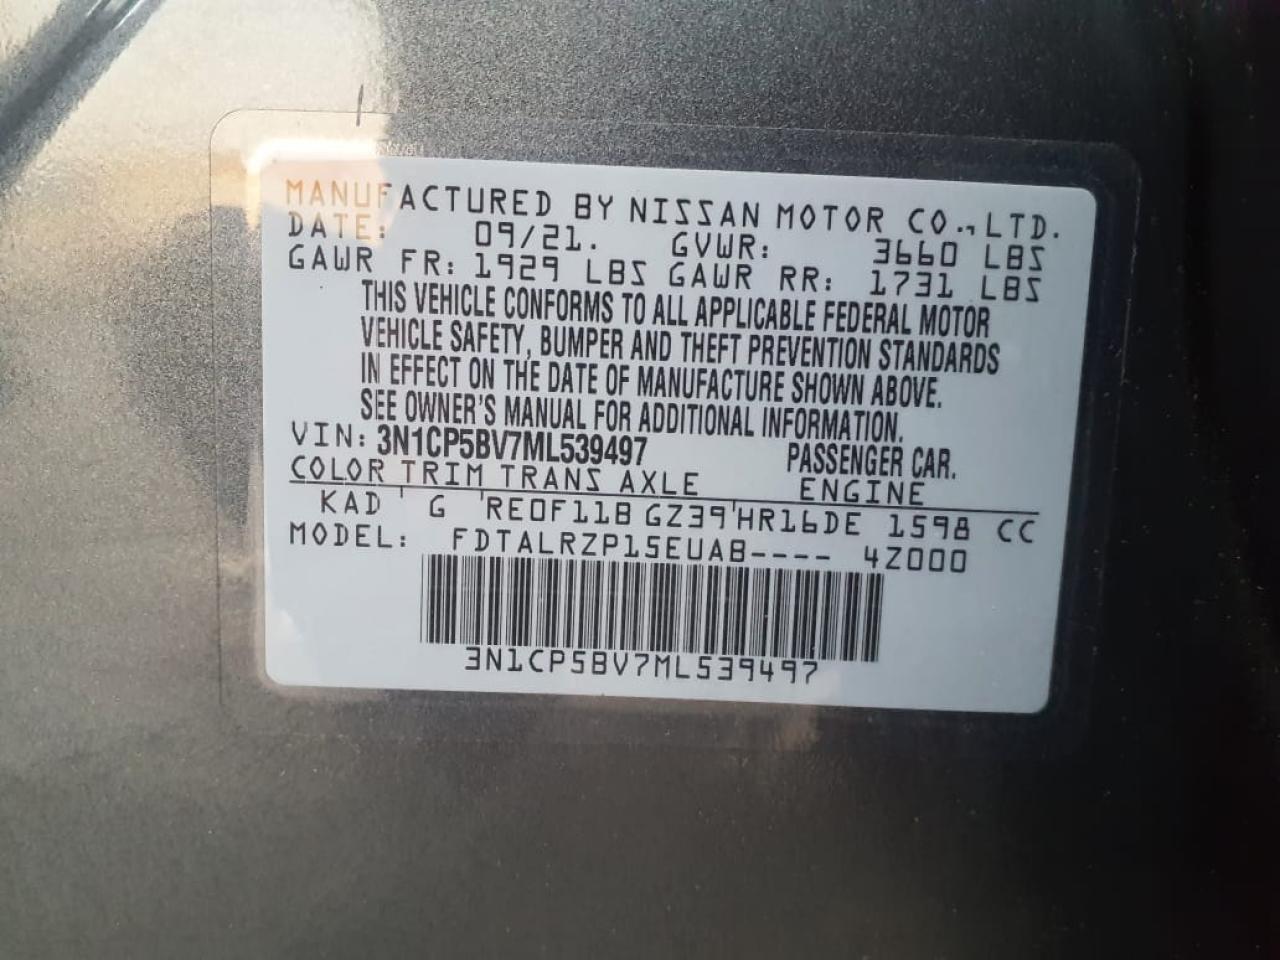 MANUFACTURED BY NISSAN MOTOR CO.,LTD.
DATE: 09/21. GVWR: 3660 LBS
GAWR FR: 1929 LBS GAWR RR: 1731 LBS
THIS VEHICLE CONFORMS TO ALL APPLICABLE FEDERAL MOTOR
VEHICLE SAFETY, BUMPER AND THEFT PREVENTION STANDARDS
IN EFFECT ON THE DATE OF MANUFACTURE SHOWN ABOVE.
SEE OWNER'S MANUAL FOR ADDITIONAL INFORMATION.
VIN: 3N1CP5BV7ML539497 PASSENGER CAR.
COLOR TRIM TRANS AXLE ENGINE
KAD G RE0F11B GZ39 HR16DE 1598 CC
MODEL: FDTALRZP15EUAB---- 4Z000
3N1CP5BV7ML539497